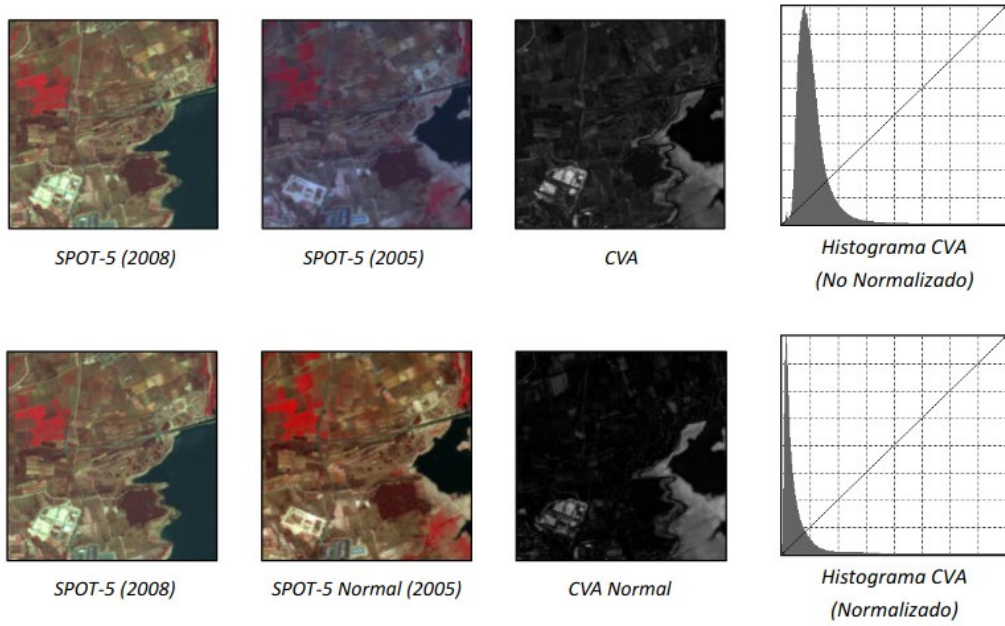 SPOT-5 (2008)
SPOT-5 (2005)
CVA
Histograma CVA
(No Normalizado)
SPOT-5 (2008)
SPOT-5 Normal (2005)
CVA Normal
Histograma CVA
(Normalizado)